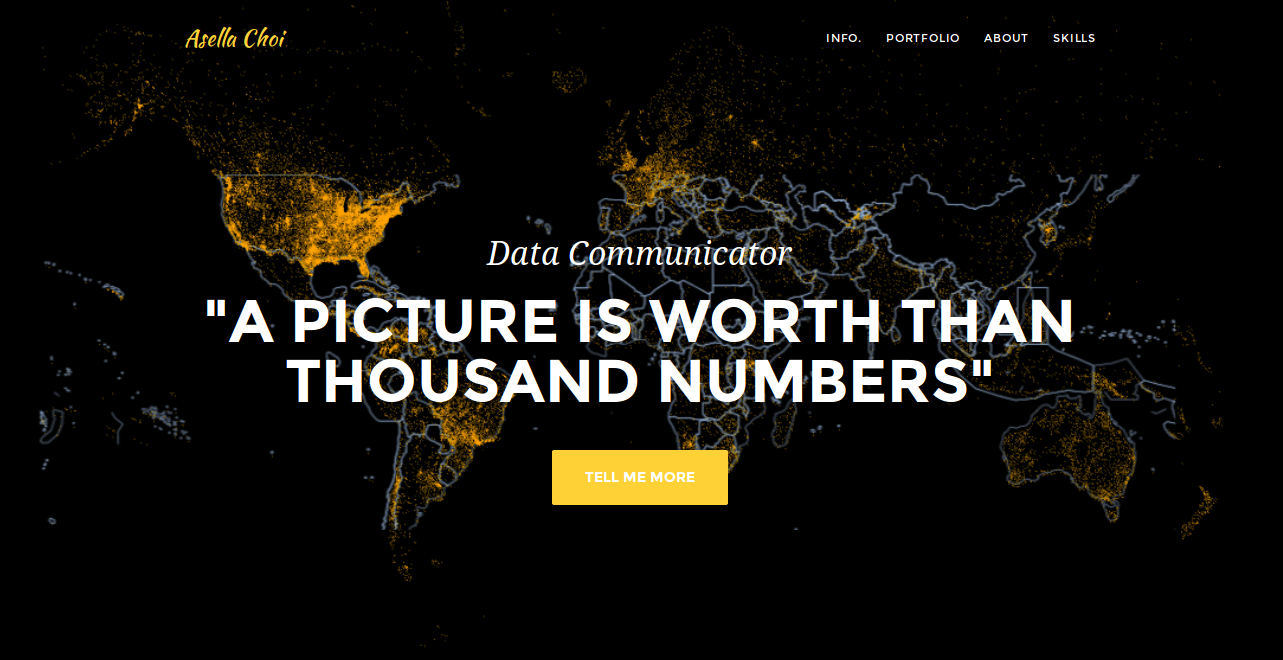 Asella Choi
INFO. PORTFOLIO ABOUT SKILLS
Data Communicator
"A PICTURE IS WORTH THAN
THOUSAND NUMBERS"
TELL ME MORE